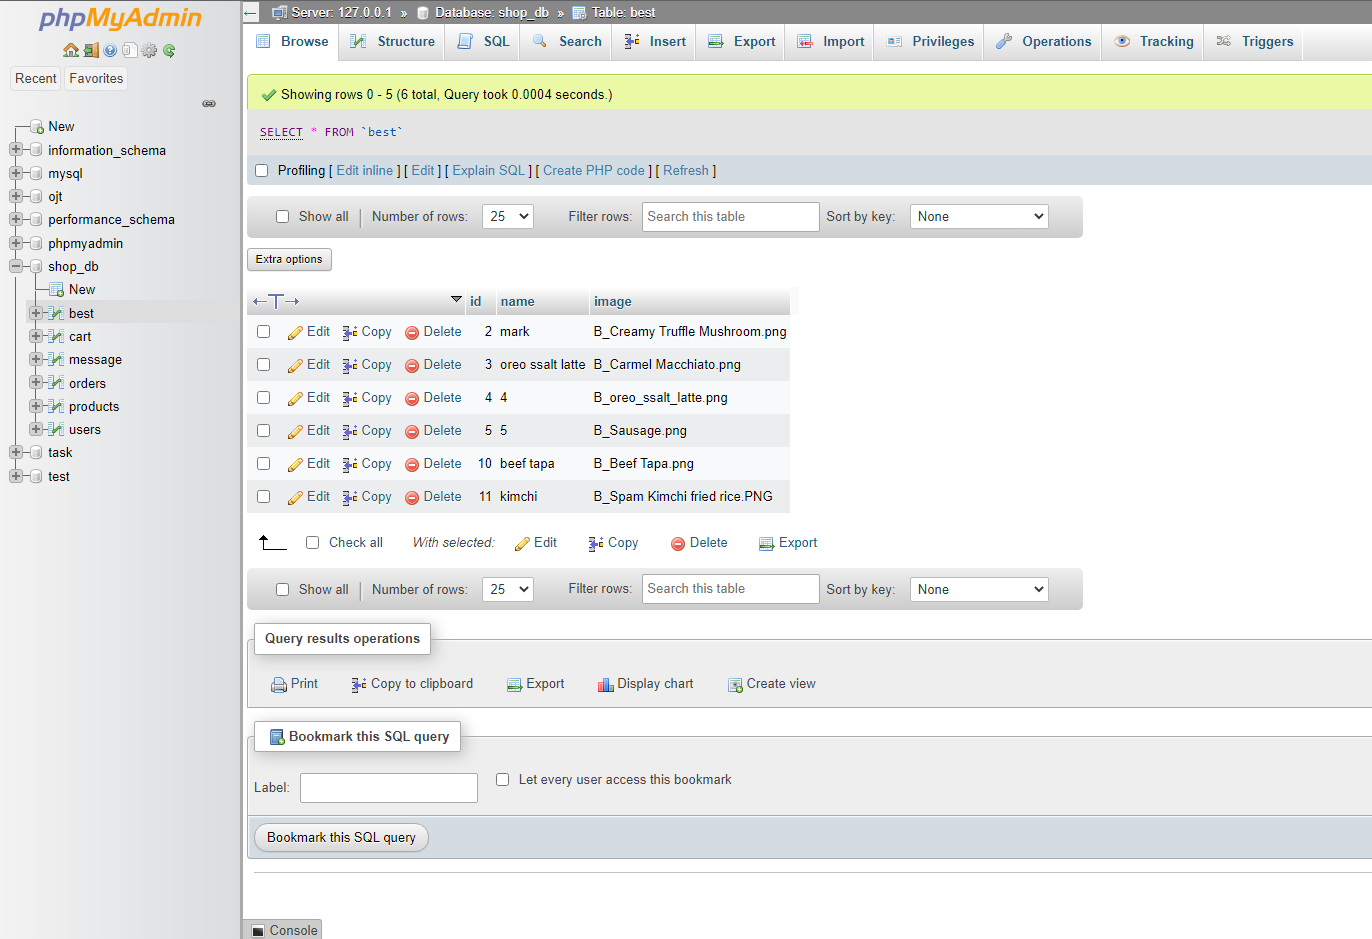 phpMyAdmin
Recent Favorites
New
information_schema
mysql
ojt
performance_schema
phpmyadmin
shop_db
New
best
cart
message
orders
products
users
task
test
Server: 127.0.0.1 » Database: shop_db » Table: best
Browse Structure SQL Search Insert Export Import Privileges Operations Tracking Triggers
Showing rows 0 - 5 (6 total, Query took 0.0004 seconds.)
SELECT * FROM `best`
Profiling [ Edit inline ] [ Edit ] [ Explain SQL ] [ Create PHP code ] [ Refresh ]
Show all Number of rows: 25 Filter rows: Search this table Sort by key: None
Extra options
id name image
Edit Copy Delete 2 mark B_Creamy Truffle Mushroom.png
Edit Copy Delete 3 oreo ssalt latte B_Carmel Macchiato.png
Edit Copy Delete 4 4 B_oreo_ssalt_latte.png
Edit Copy Delete 5 5 B_Sausage.png
Edit Copy Delete 10 beef tapa B_Beef Tapa.png
Edit Copy Delete 11 kimchi B_Spam Kimchi fried rice.PNG
Check all With selected: Edit Copy Delete Export
Show all Number of rows: 25 Filter rows: Search this table Sort by key: None
Query results operations
Print Copy to clipboard Export Display chart Create view
Bookmark this SQL query
Label: Let every user access this bookmark
Bookmark this SQL query
Console